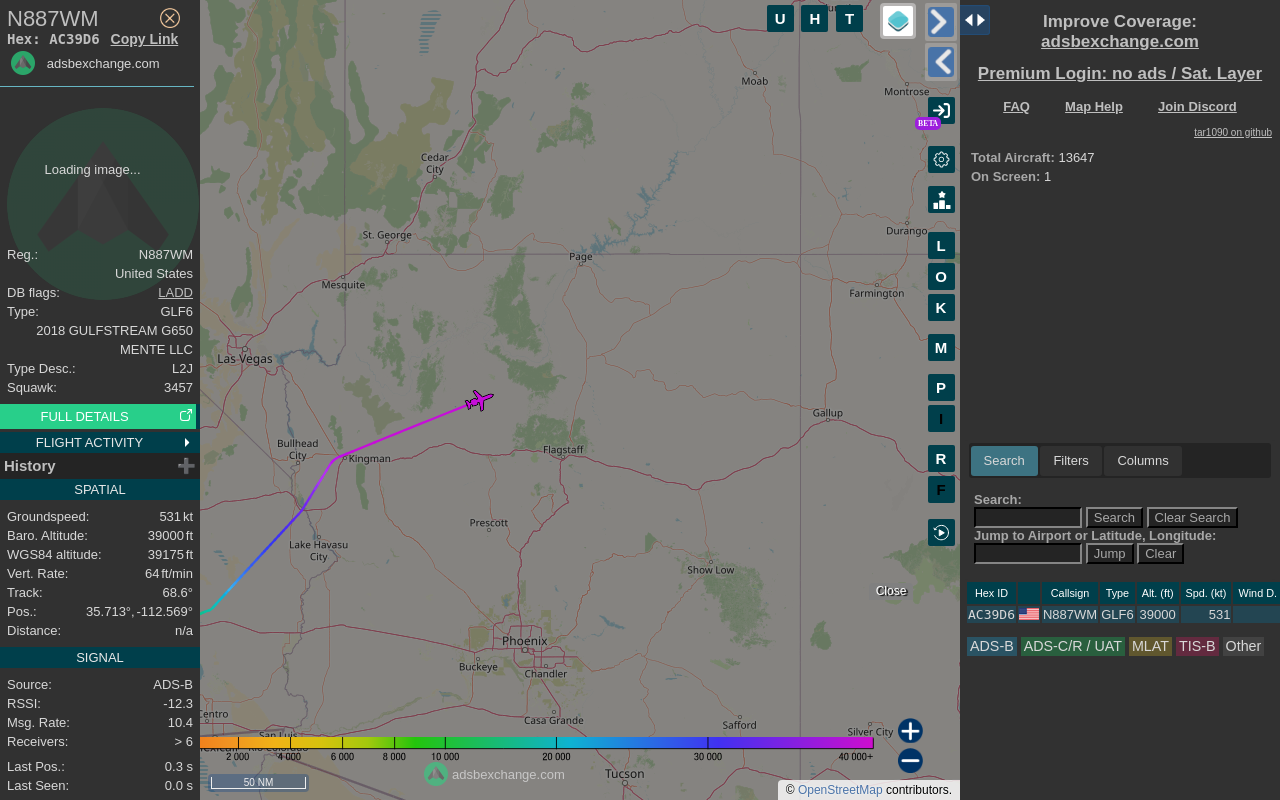 N887WM
Hex: AC39D6 Copy Link
adsbexchange.com
Loading image...
Reg.: N887WM
United States
DB flags: LADD
Type: GLF6
2018 GULFSTREAM G650
MENTE LLC
Type Desc.: L2J
Squawk: 3457
FULL DETAILS
FLIGHT ACTIVITY
History
SPATIAL
Groundspeed: 531 kt
Baro. Altitude: 39000 ft
WGS84 altitude: 39175 ft
Vert. Rate: 64 ft/min
Track: 68.6°
Pos.: 35.713°, -112.569°
Distance: n/a
SIGNAL
Source: ADS-B
RSSI: -12.3
Msg. Rate: 10.4
Receivers: > 6
Last Pos.: 0.3 s
Last Seen: 0.0 s
U H T
Moab
Montrose
Cedar
City
St. George
Page
Durango
Mesquite
Farmington
Las Vegas
Gallup
Bullhead
City
Kingman
Flagstaff
Prescott
Lake Havasu
City
Show Low
Phoenix
Buckeye
Chandler
Casa Grande
Safford
Silver City
Centro
San Luis
Tucson
Close
BETA
L
O
K
M
P
I
R
F
2 000 4 000 6 000 8 000 10 000 20 000 30 000 40 000+
50 NM
adsbexchange.com
© OpenStreetMap contributors.
Improve Coverage:
adsbexchange.com
Premium Login: no ads / Sat. Layer
FAQ Map Help Join Discord
tar1090 on github
Total Aircraft: 13647
On Screen: 1
Search Filters Columns
Search:
Search Clear Search
Jump to Airport or Latitude, Longitude:
Jump Clear
Hex ID Callsign Type Alt. (ft) Spd. (kt) Wind D.
AC39D6 N887WM GLF6 39000 531
ADS-B ADS-C/R / UAT MLAT TIS-B Other